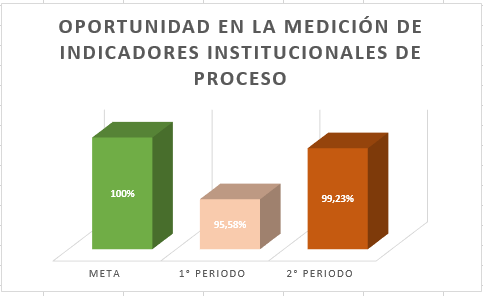 OPORTUNIDAD EN LA MEDICIÓN DE
INDICADORES INSTITUCIONALES DE
PROCESO
100%
95,58%
99,23%
META
1° PERIODO
2° PERIODO